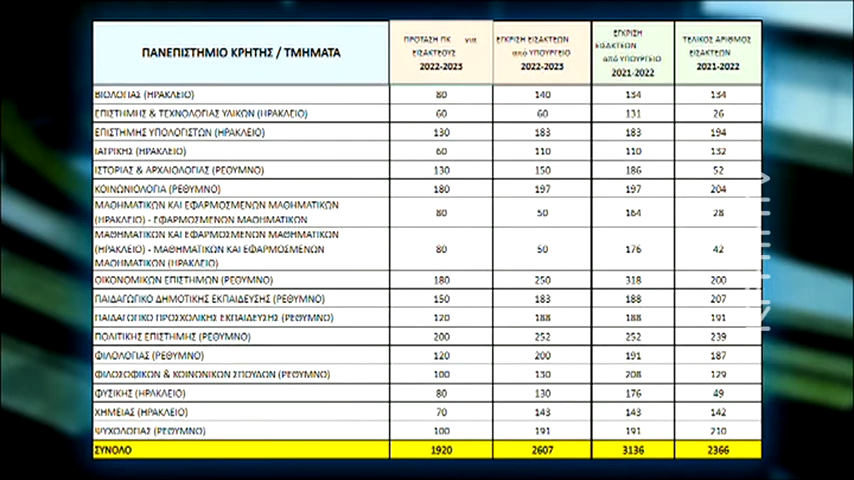 ΠΑΝΕΠΙΣΤΗΜΙΟ ΚΡΗΤΗΣ / ΤΜΗΜΑΤΑ
ΠΡΟΤΑΣΗ ΠΚ για ΕΙΣΑΚΤΕΟΥΣ 2022-2023
ΕΓΚΡΙΣΗ ΕΙΣΑΚΤΕΩΝ από ΥΠΟΥΡΓΕΙΟ 2022-2023
ΕΓΚΡΙΣΗ ΕΙΣΑΚΤΕΩΝ από ΥΠΟΥΡΓΕΙΟ 2021-2022
ΤΕΛΙΚΟΣ ΑΡΙΘΜΟΣ ΕΙΣΑΚΤΕΩΝ 2021-2022
ΒΙΟΛΟΓΙΑΣ (ΗΡΑΚΛΕΙΟ) 80 140 134 134
ΕΠΙΣΤΗΜΗΣ & ΤΕΧΝΟΛΟΓΙΑΣ ΥΛΙΚΩΝ (ΗΡΑΚΛΕΙΟ) 60 60 131 26
ΕΠΙΣΤΗΜΗΣ ΥΠΟΛΟΓΙΣΤΩΝ (ΗΡΑΚΛΕΙΟ) 130 183 183 194
ΙΑΤΡΙΚΗΣ (ΗΡΑΚΛΕΙΟ) 60 110 110 132
ΙΣΤΟΡΙΑΣ & ΑΡΧΑΙΟΛΟΓΙΑΣ (ΡΕΘΥΜΝΟ) 130 150 186 52
ΚΟΙΝΩΝΙΟΛΟΓΙΑ (ΡΕΘΥΜΝΟ) 180 197 197 204
ΜΑΘΗΜΑΤΙΚΩΝ ΚΑΙ ΕΦΑΡΜΟΣΜΕΝΩΝ ΜΑΘΗΜΑΤΙΚΩΝ
(ΗΡΑΚΛΕΙΟ) - ΕΦΑΡΜΟΣΜΕΝΩΝ ΜΑΘΗΜΑΤΙΚΩΝ 80 50 164 28
ΜΑΘΗΜΑΤΙΚΩΝ ΚΑΙ ΕΦΑΡΜΟΣΜΕΝΩΝ ΜΑΘΗΜΑΤΙΚΩΝ
(ΗΡΑΚΛΕΙΟ) - ΜΑΘΗΜΑΤΙΚΩΝ ΚΑΙ ΕΦΑΡΜΟΣΜΕΝΩΝ
ΜΑΘΗΜΑΤΙΚΩΝ (ΗΡΑΚΛΕΙΟ) 80 50 176 42
ΟΙΚΟΝΟΜΙΚΩΝ ΕΠΙΣΤΗΜΩΝ (ΡΕΘΥΜΝΟ) 180 250 318 200
ΠΑΙΔΑΓΩΓΙΚΟ ΔΗΜΟΤΙΚΗΣ ΕΚΠΑΙΔΕΥΣΗΣ (ΡΕΘΥΜΝΟ) 150 183 188 207
ΠΑΙΔΑΓΩΓΙΚΟ ΠΡΟΣΧΟΛΙΚΗΣ ΕΚΠΑΙΔΕΥΣΗΣ (ΡΕΘΥΜΝΟ) 120 188 188 191
ΠΟΛΙΤΙΚΗΣ ΕΠΙΣΤΗΜΗΣ (ΡΕΘΥΜΝΟ) 200 252 252 239
ΦΙΛΟΛΟΓΙΑΣ (ΡΕΘΥΜΝΟ) 120 200 191 187
ΦΙΛΟΣΟΦΙΚΩΝ & ΚΟΙΝΩΝΙΚΩΝ ΣΠΟΥΔΩΝ (ΡΕΘΥΜΝΟ) 100 130 208 129
ΦΥΣΙΚΗΣ (ΗΡΑΚΛΕΙΟ) 80 130 176 49
ΧΗΜΕΙΑΣ (ΗΡΑΚΛΕΙΟ) 70 143 143 142
ΨΥΧΟΛΟΓΙΑΣ (ΡΕΘΥΜΝΟ) 100 191 191 210
ΣΥΝΟΛΟ 1920 2607 3136 2366